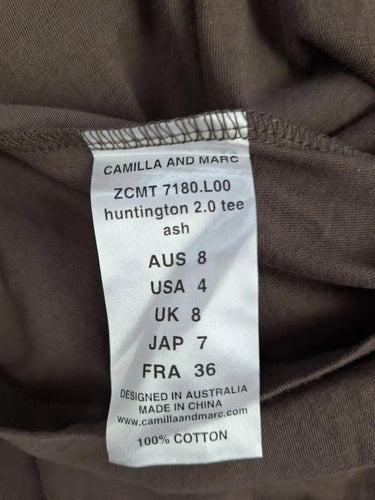 CAMILLA AND MARC
ZCMT 7180.L00
huntington 2.0 tee
ash
AUS 8
USA 4
UK 8
JAP 7
FRA 36
DESIGNED IN AUSTRALIA
MADE IN CHINA
www.camillaandmarc.com
100% COTTON